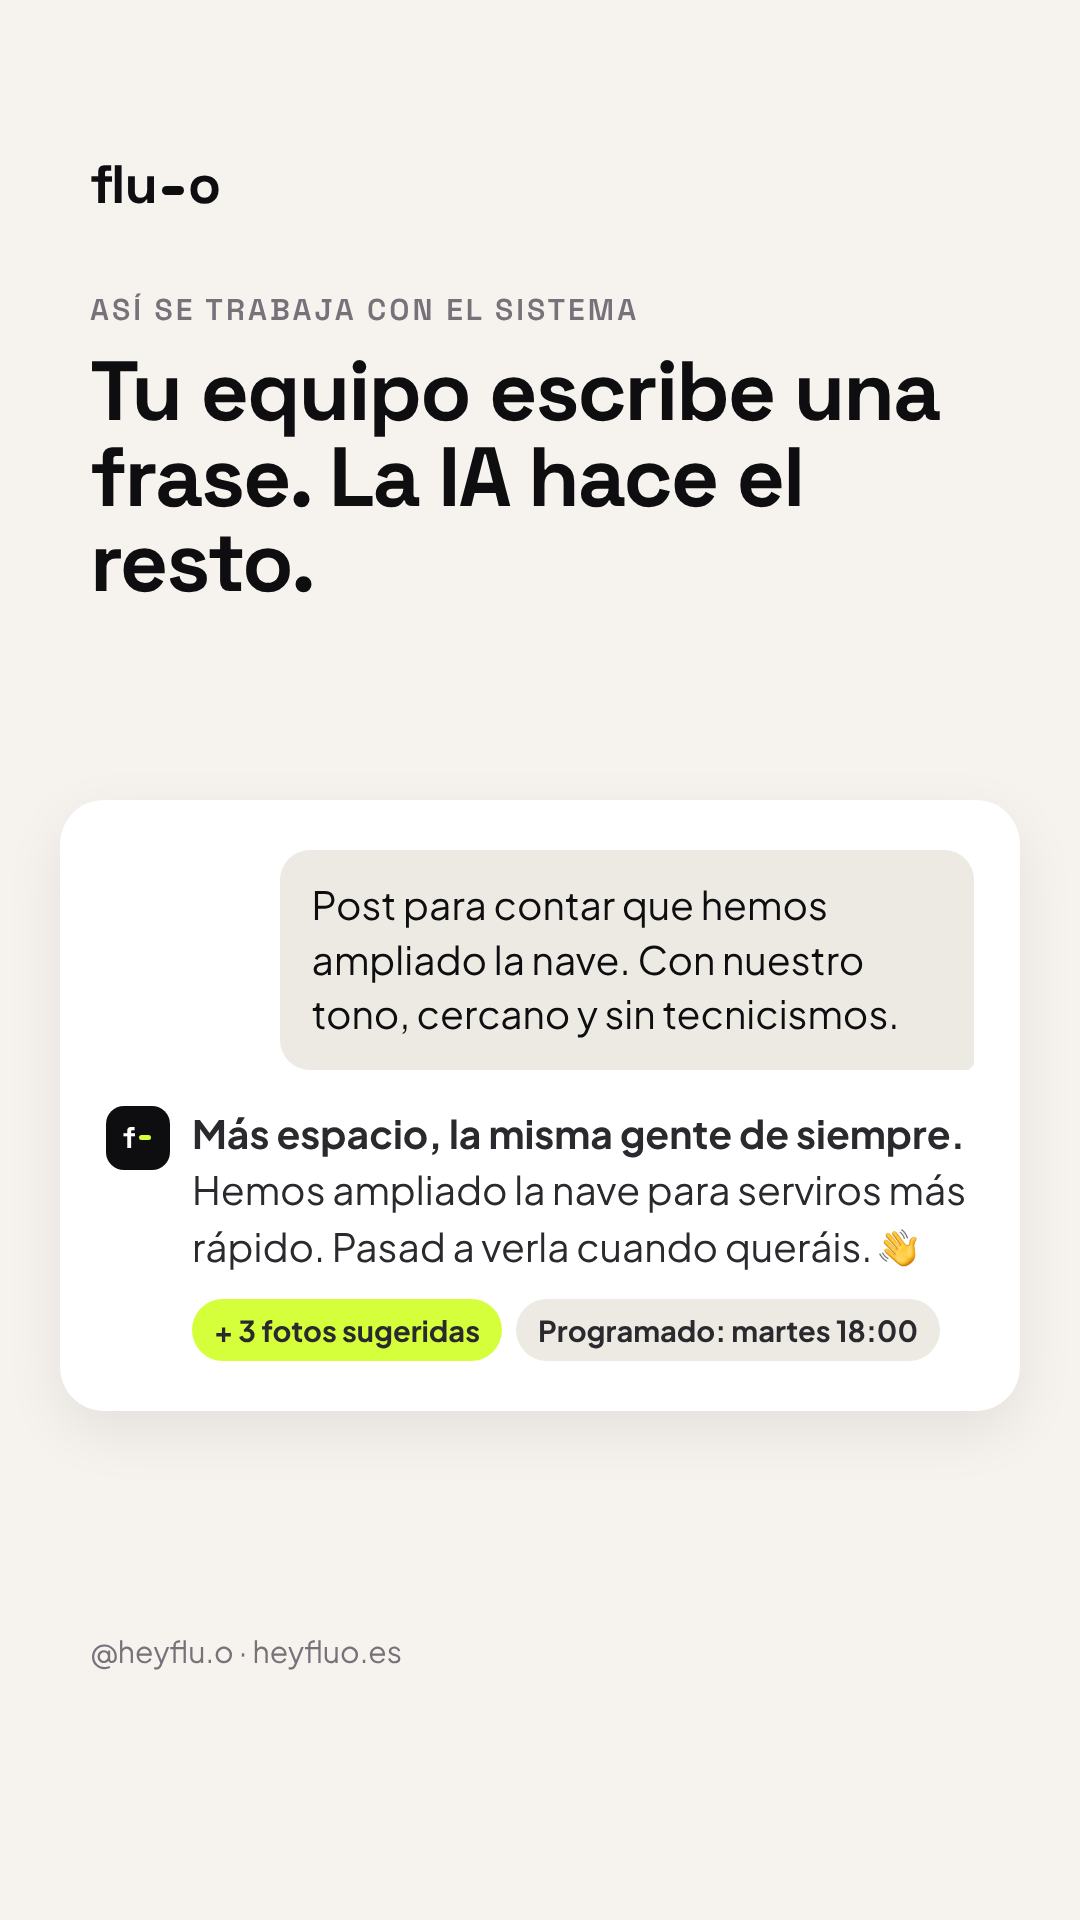 flu-o
ASÍ SE TRABAJA CON EL SISTEMA
Tu equipo escribe una
frase. La IA hace el
resto.
Post para contar que hemos
ampliado la nave. Con nuestro
tono, cercano y sin tecnicismos.
f-
Más espacio, la misma gente de siempre.
Hemos ampliado la nave para serviros más
rápido. Pasad a verla cuando queráis. 👋
+ 3 fotos sugeridas
Programado: martes 18:00
@heyflu.o · heyfluo.es